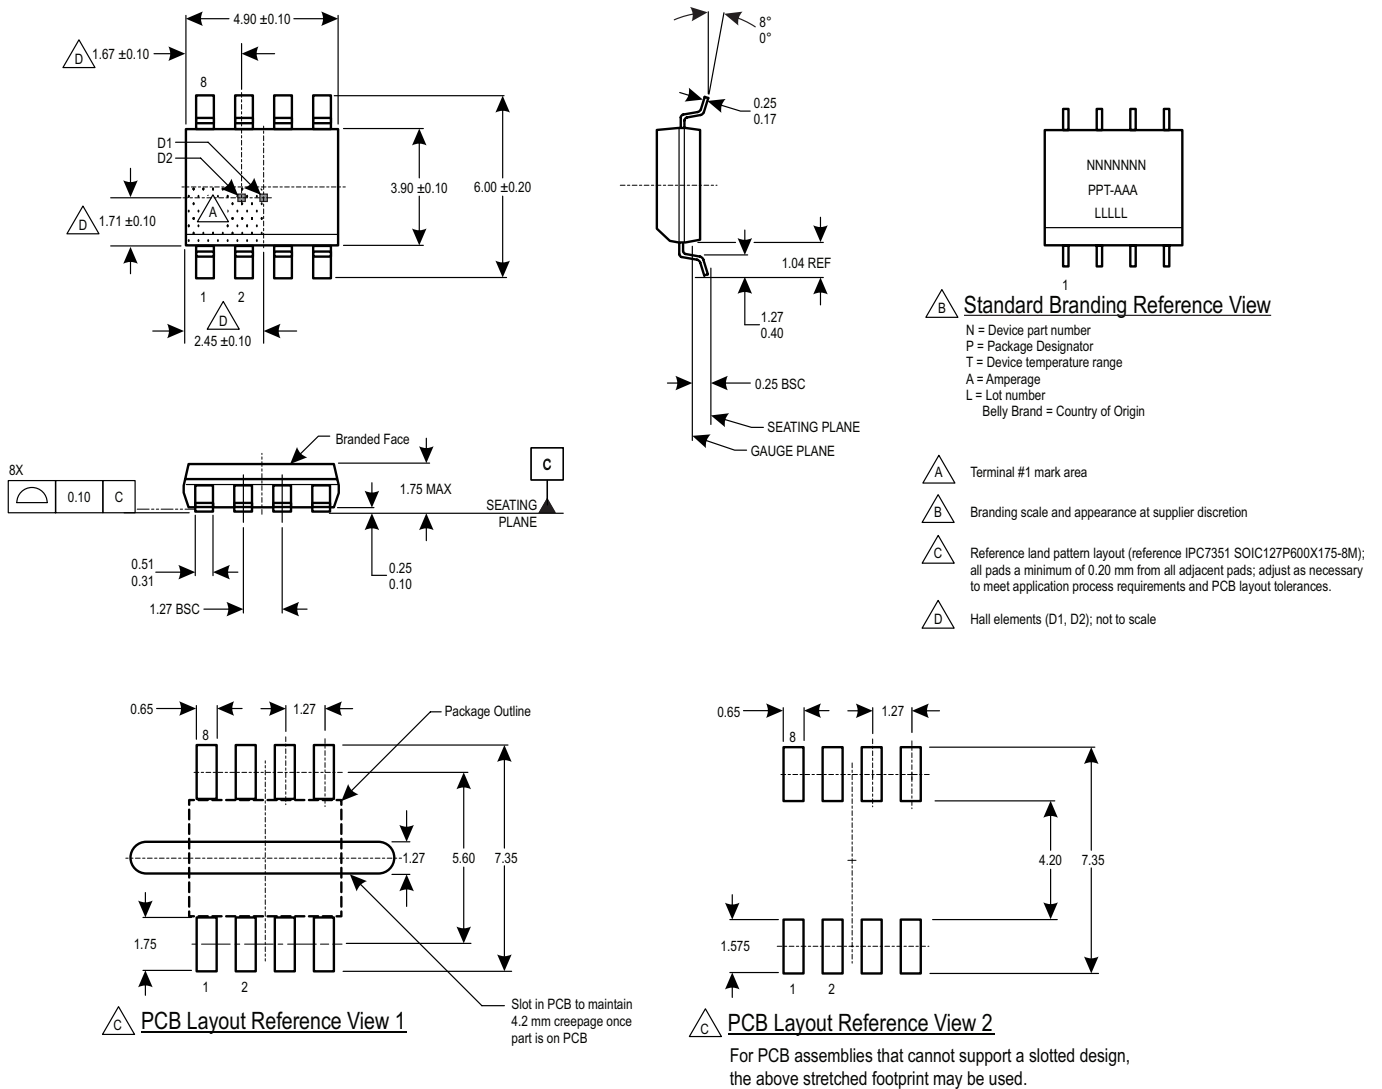 4.90 ±0.10
D
1.67 ±0.10
8
D1
D2
A
D
1.71 ±0.10
3.90 ±0.10
6.00 ±0.20
1
2
D
2.45 ±0.10
8°
0°
0.25
0.17
1.04 REF
1.27
0.40
0.25 BSC
SEATING PLANE
GAUGE PLANE
NNNNNNN
PPT-AAA
LLLLL
1
B
Standard Branding Reference View
N = Device part number
P = Package Designator
T = Device temperature range
A = Amperage
L = Lot number
Belly Brand = Country of Origin
Branded Face
8X
0.10
C
1.75 MAX
C
SEATING
PLANE
0.51
0.31
0.25
0.10
1.27 BSC
A
Terminal #1 mark area
B
Branding scale and appearance at supplier discretion
C
Reference land pattern layout (reference IPC7351 SOIC127P600X175-8M);
all pads a minimum of 0.20 mm from all adjacent pads; adjust as necessary
to meet application process requirements and PCB layout tolerances.
D
Hall elements (D1, D2); not to scale
0.65
1.27
Package Outline
8
1.27
5.60
7.35
1.75
1
2
Slot in PCB to maintain
4.2 mm creepage once
part is on PCB
C
PCB Layout Reference View 1
0.65
1.27
8
4.20
7.35
1.575
1
2
C
PCB Layout Reference View 2
For PCB assemblies that cannot support a slotted design,
the above stretched footprint may be used.